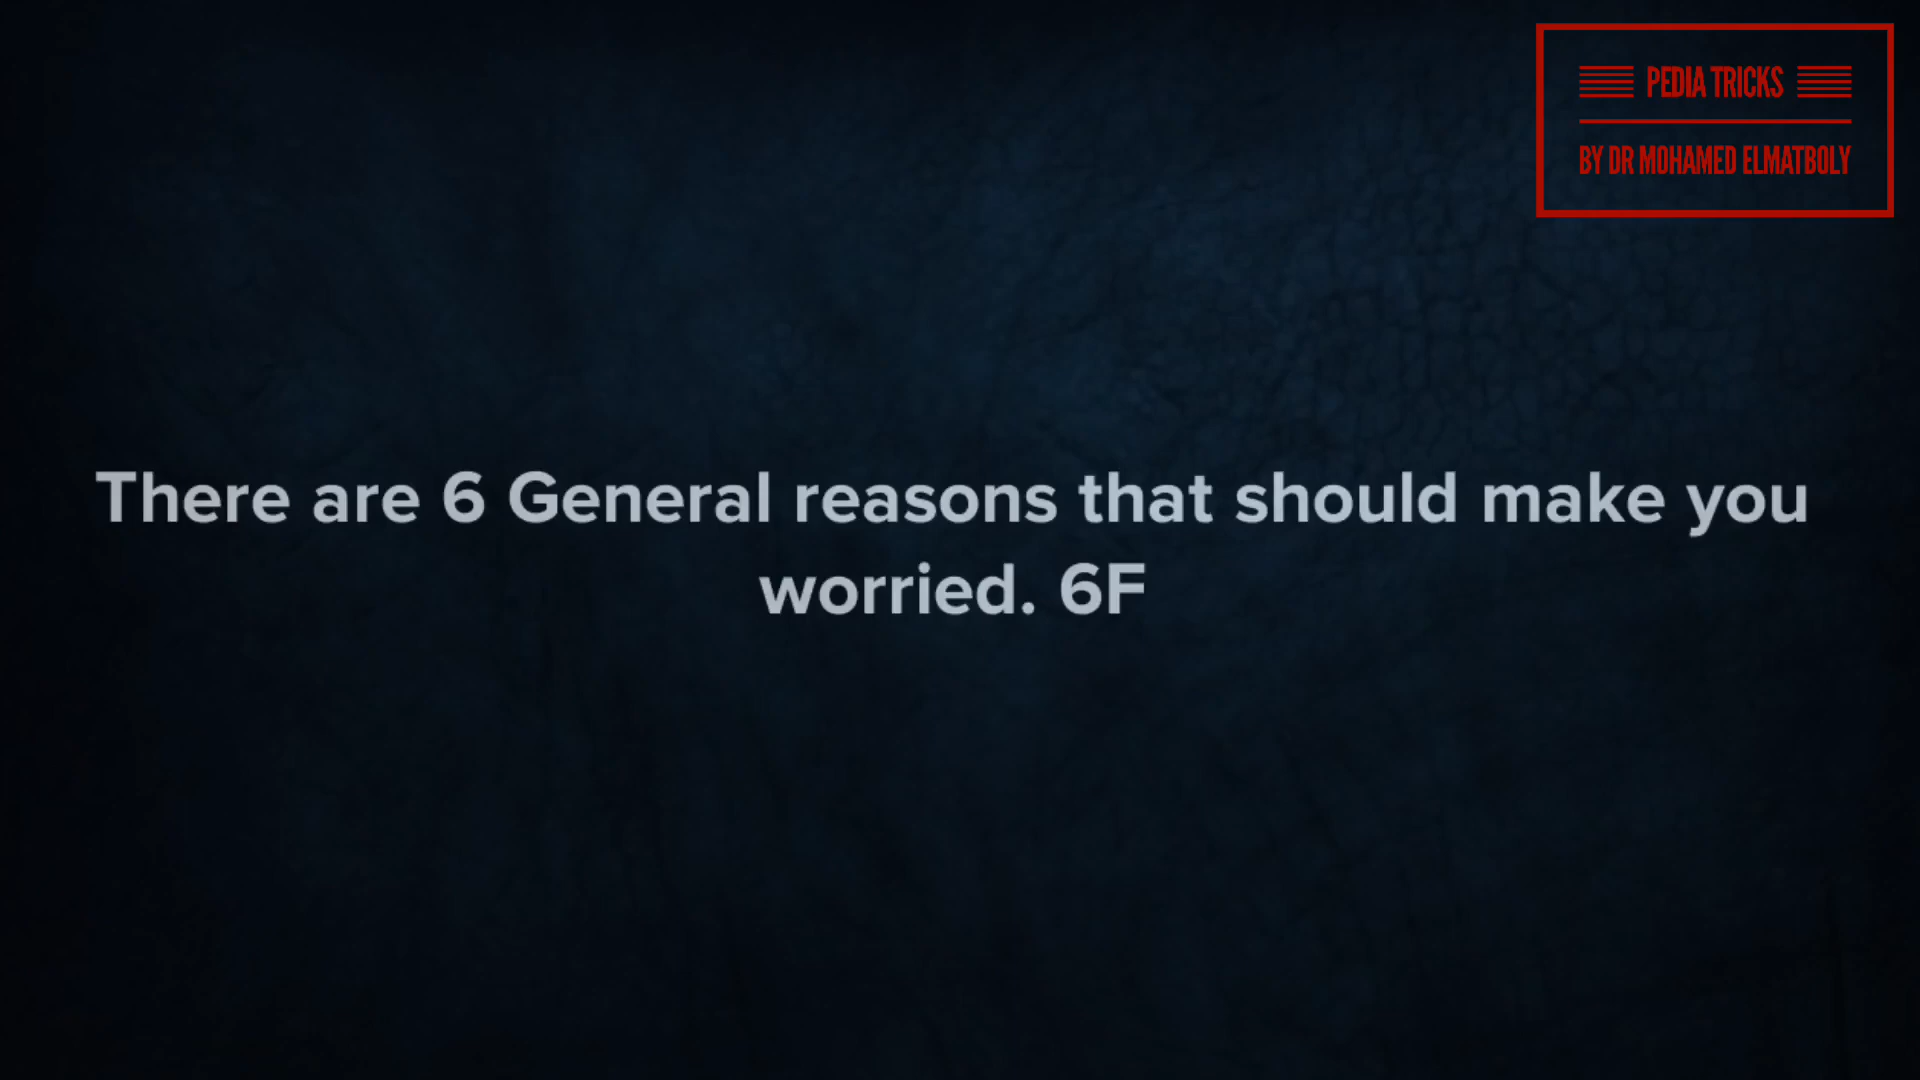 PEDIA TRICKS
BY DR MOHAMED ELMATBOLY
There are 6 General reasons that should make you
worried. 6F